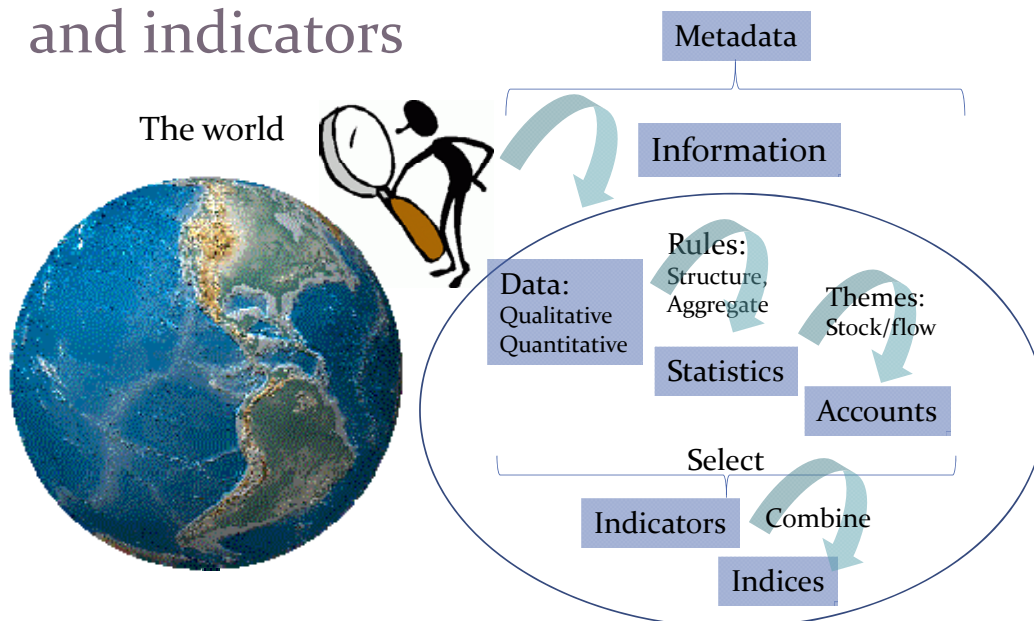 and indicators
Metadata
The world
Information
Data:
Qualitative
Quantitative
Rules:
Structure,
Aggregate
Statistics
Themes:
Stock/flow
Accounts
Select
Indicators
Combine
Indices